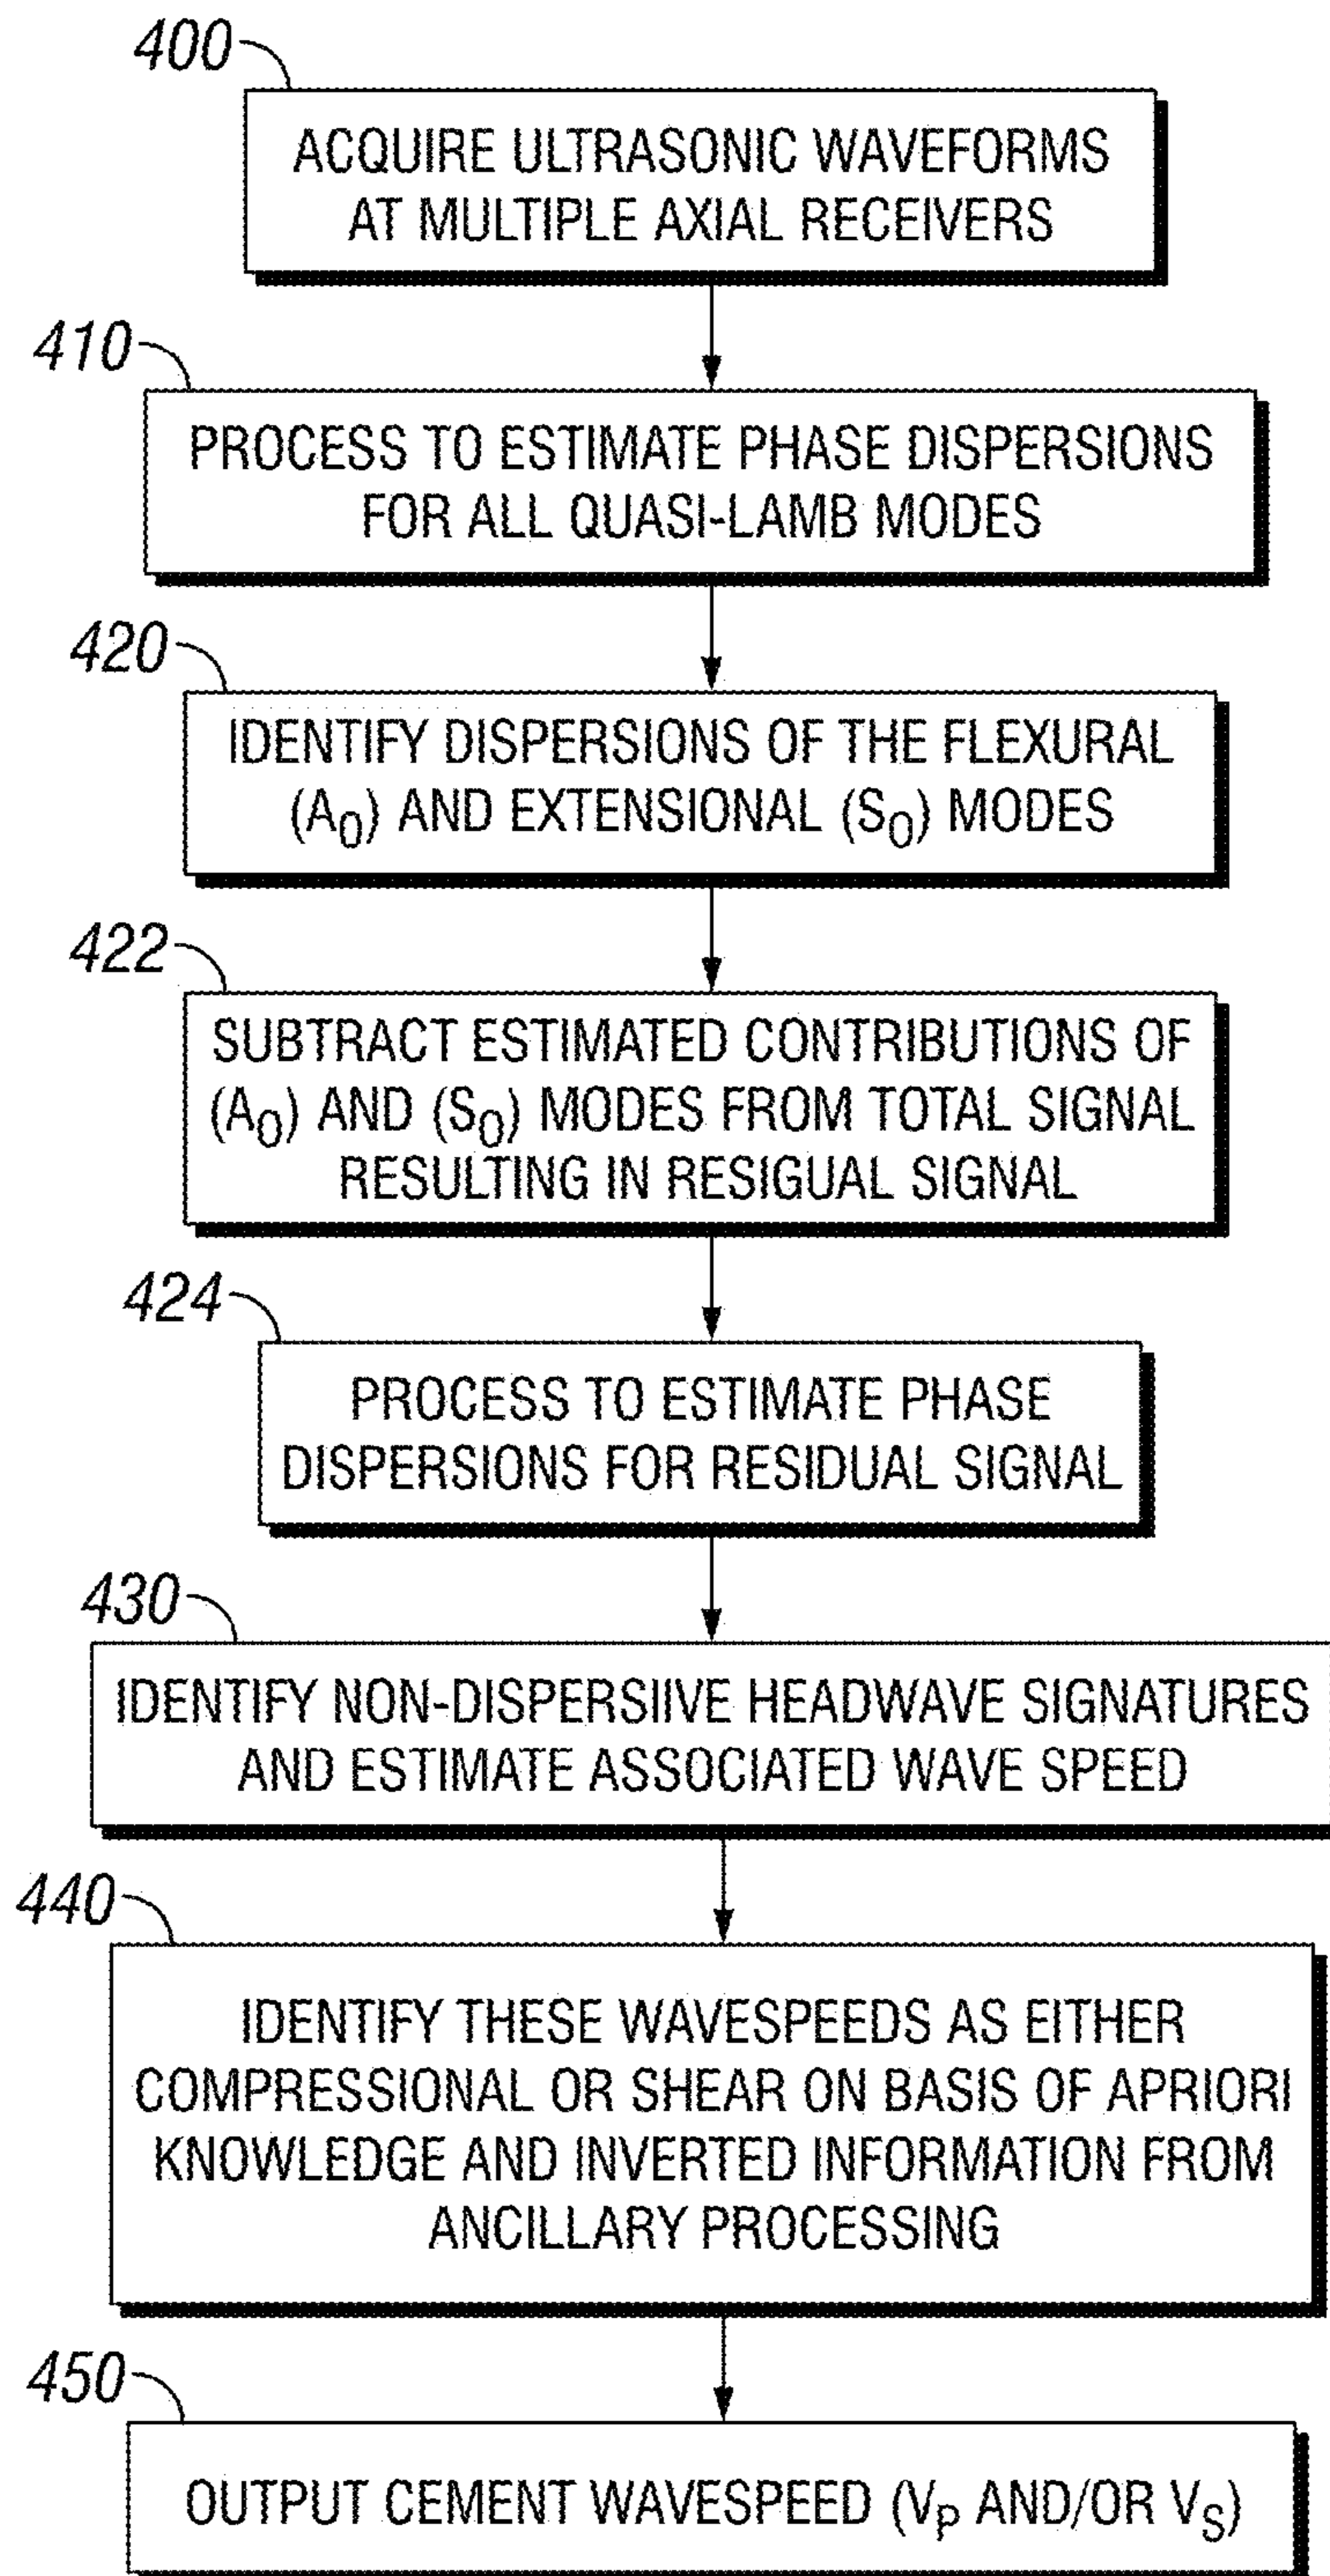 400
ACQUIRE ULTRASONIC WAVEFORMS
AT MULTIPLE AXIAL RECEIVERS
410
PROCESS TO ESTIMATE PHASE DISPERSIONS
FOR ALL QUASI-LAMB MODES
420
IDENTIFY DISPERSIONS OF THE FLEXURAL
(A0) AND EXTENSIONAL (S0) MODES
422
SUBTRACT ESTIMATED CONTRIBUTIONS OF
(A0) AND (S0) MODES FROM TOTAL SIGNAL
RESULTING IN RESIGUAL SIGNAL
424
PROCESS TO ESTIMATE PHASE
DISPERSIONS FOR RESIDUAL SIGNAL
430
IDENTIFY NON-DISPERSIIVE HEADWAVE SIGNATURES
AND ESTIMATE ASSOCIATED WAVE SPEED
440
IDENTIFY THESE WAVESPEEDS AS EITHER
COMPRESSIONAL OR SHEAR ON BASIS OF APRIORI
KNOWLEDGE AND INVERTED INFORMATION FROM
ANCILLARY PROCESSING
450
OUTPUT CEMENT WAVESPEED (VP AND/OR VS)